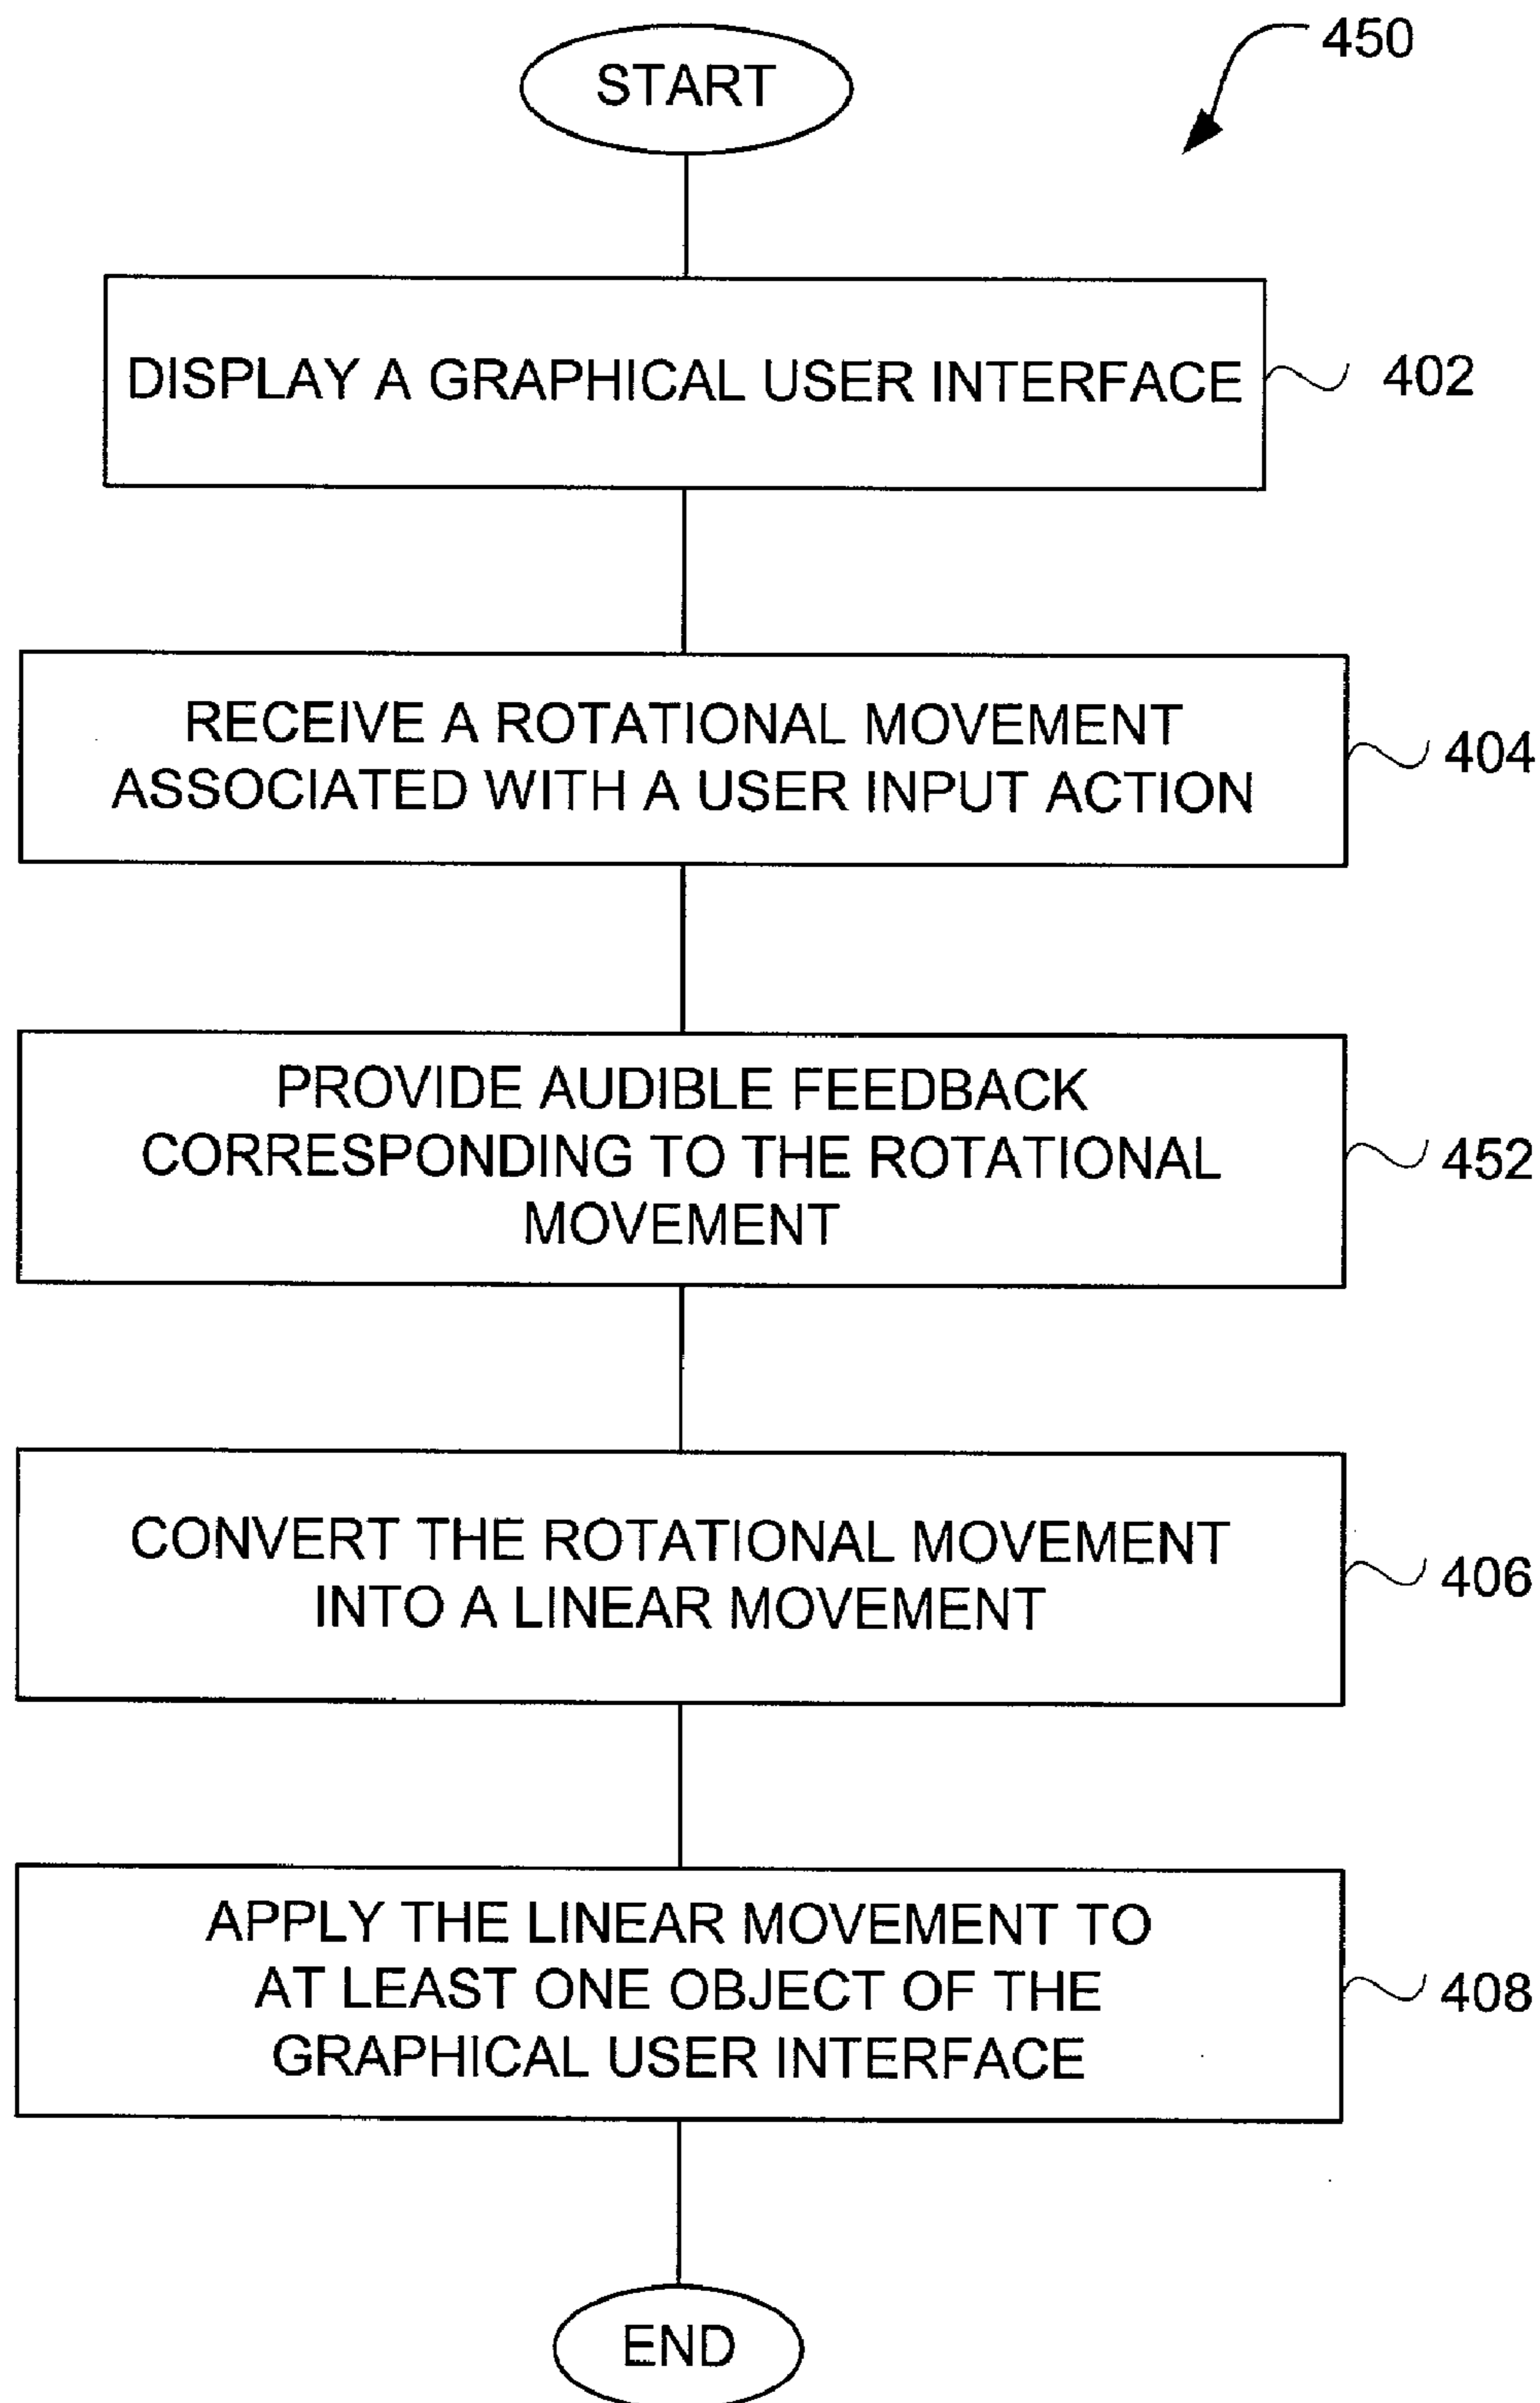 START
450
DISPLAY A GRAPHICAL USER INTERFACE
402
RECEIVE A ROTATIONAL MOVEMENT
ASSOCIATED WITH A USER INPUT ACTION
404
PROVIDE AUDIBLE FEEDBACK
CORRESPONDING TO THE ROTATIONAL
MOVEMENT
452
CONVERT THE ROTATIONAL MOVEMENT
INTO A LINEAR MOVEMENT
406
APPLY THE LINEAR MOVEMENT TO
AT LEAST ONE OBJECT OF THE
GRAPHICAL USER INTERFACE
408
END